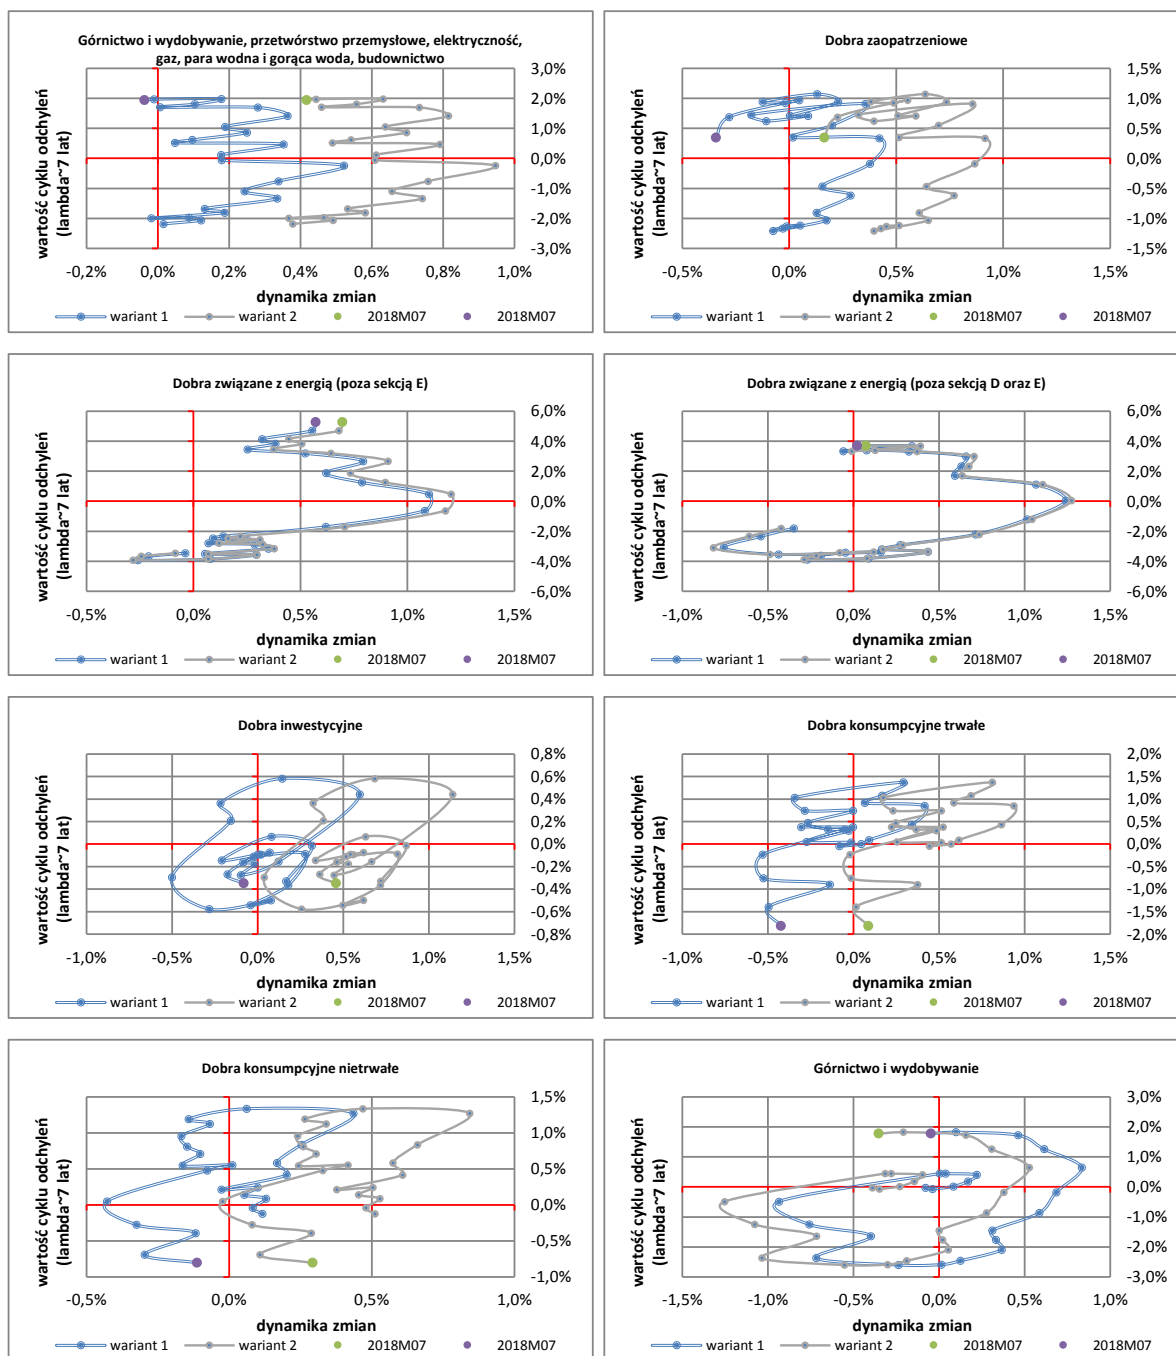 Górnictwo i wydobywanie, przetwórstwo przemysłowe, elektryczność,
gaz, para wodna i gorąca woda, budownictwo
wartość cyklu odchyleń
(lambda~7 lat)
3,0%
2,0%
1,0%
0,0%
-1,0%
-2,0%
-3,0%
-0,2% 0,0% 0,2% 0,4% 0,6% 0,8% 1,0%
dynamika zmian
wariant 1 wariant 2 2018M07 2018M07
Dobra zaopatrzeniowe
wartość cyklu odchyleń
(lambda~7 lat)
1,5%
1,0%
0,5%
0,0%
-0,5%
-1,0%
-1,5%
-0,5% 0,0% 0,5% 1,0% 1,5%
dynamika zmian
wariant 1 wariant 2 2018M07 2018M07
Dobra związane z energią (poza sekcją E)
wartość cyklu odchyleń
(lambda~7 lat)
6,0%
4,0%
2,0%
0,0%
-2,0%
-4,0%
-6,0%
-0,5% 0,0% 0,5% 1,0% 1,5%
dynamika zmian
wariant 1 wariant 2 2018M07 2018M07
Dobra związane z energią (poza sekcją D oraz E)
wartość cyklu odchyleń
(lambda~7 lat)
6,0%
4,0%
2,0%
0,0%
-2,0%
-4,0%
-6,0%
-1,0% -0,5% 0,0% 0,5% 1,0% 1,5%
dynamika zmian
wariant 1 wariant 2 2018M07 2018M07
Dobra inwestycyjne
wartość cyklu odchyleń
(lambda~7 lat)
0,8%
0,6%
0,4%
0,2%
0,0%
-0,2%
-0,4%
-0,6%
-0,8%
-1,0% -0,5% 0,0% 0,5% 1,0% 1,5%
dynamika zmian
wariant 1 wariant 2 2018M07 2018M07
Dobra konsumpcyjne trwałe
wartość cyklu odchyleń
(lambda~7 lat)
2,0%
1,5%
1,0%
0,5%
0,0%
-0,5%
-1,0%
-1,5%
-2,0%
-1,0% -0,5% 0,0% 0,5% 1,0% 1,5%
dynamika zmian
wariant 1 wariant 2 2018M07 2018M07
Dobra konsumpcyjne nietrwałe
wartość cyklu odchyleń
(lambda~7 lat)
1,5%
1,0%
0,5%
0,0%
-0,5%
-1,0%
-0,5% 0,0% 0,5% 1,0%
dynamika zmian
wariant 1 wariant 2 2018M07 2018M07
Górnictwo i wydobywanie
wartość cyklu odchyleń
(lambda~7 lat)
3,0%
2,0%
1,0%
0,0%
-1,0%
-2,0%
-3,0%
-1,5% -1,0% -0,5% 0,0% 0,5% 1,0%
dynamika zmian
wariant 1 wariant 2 2018M07 2018M07